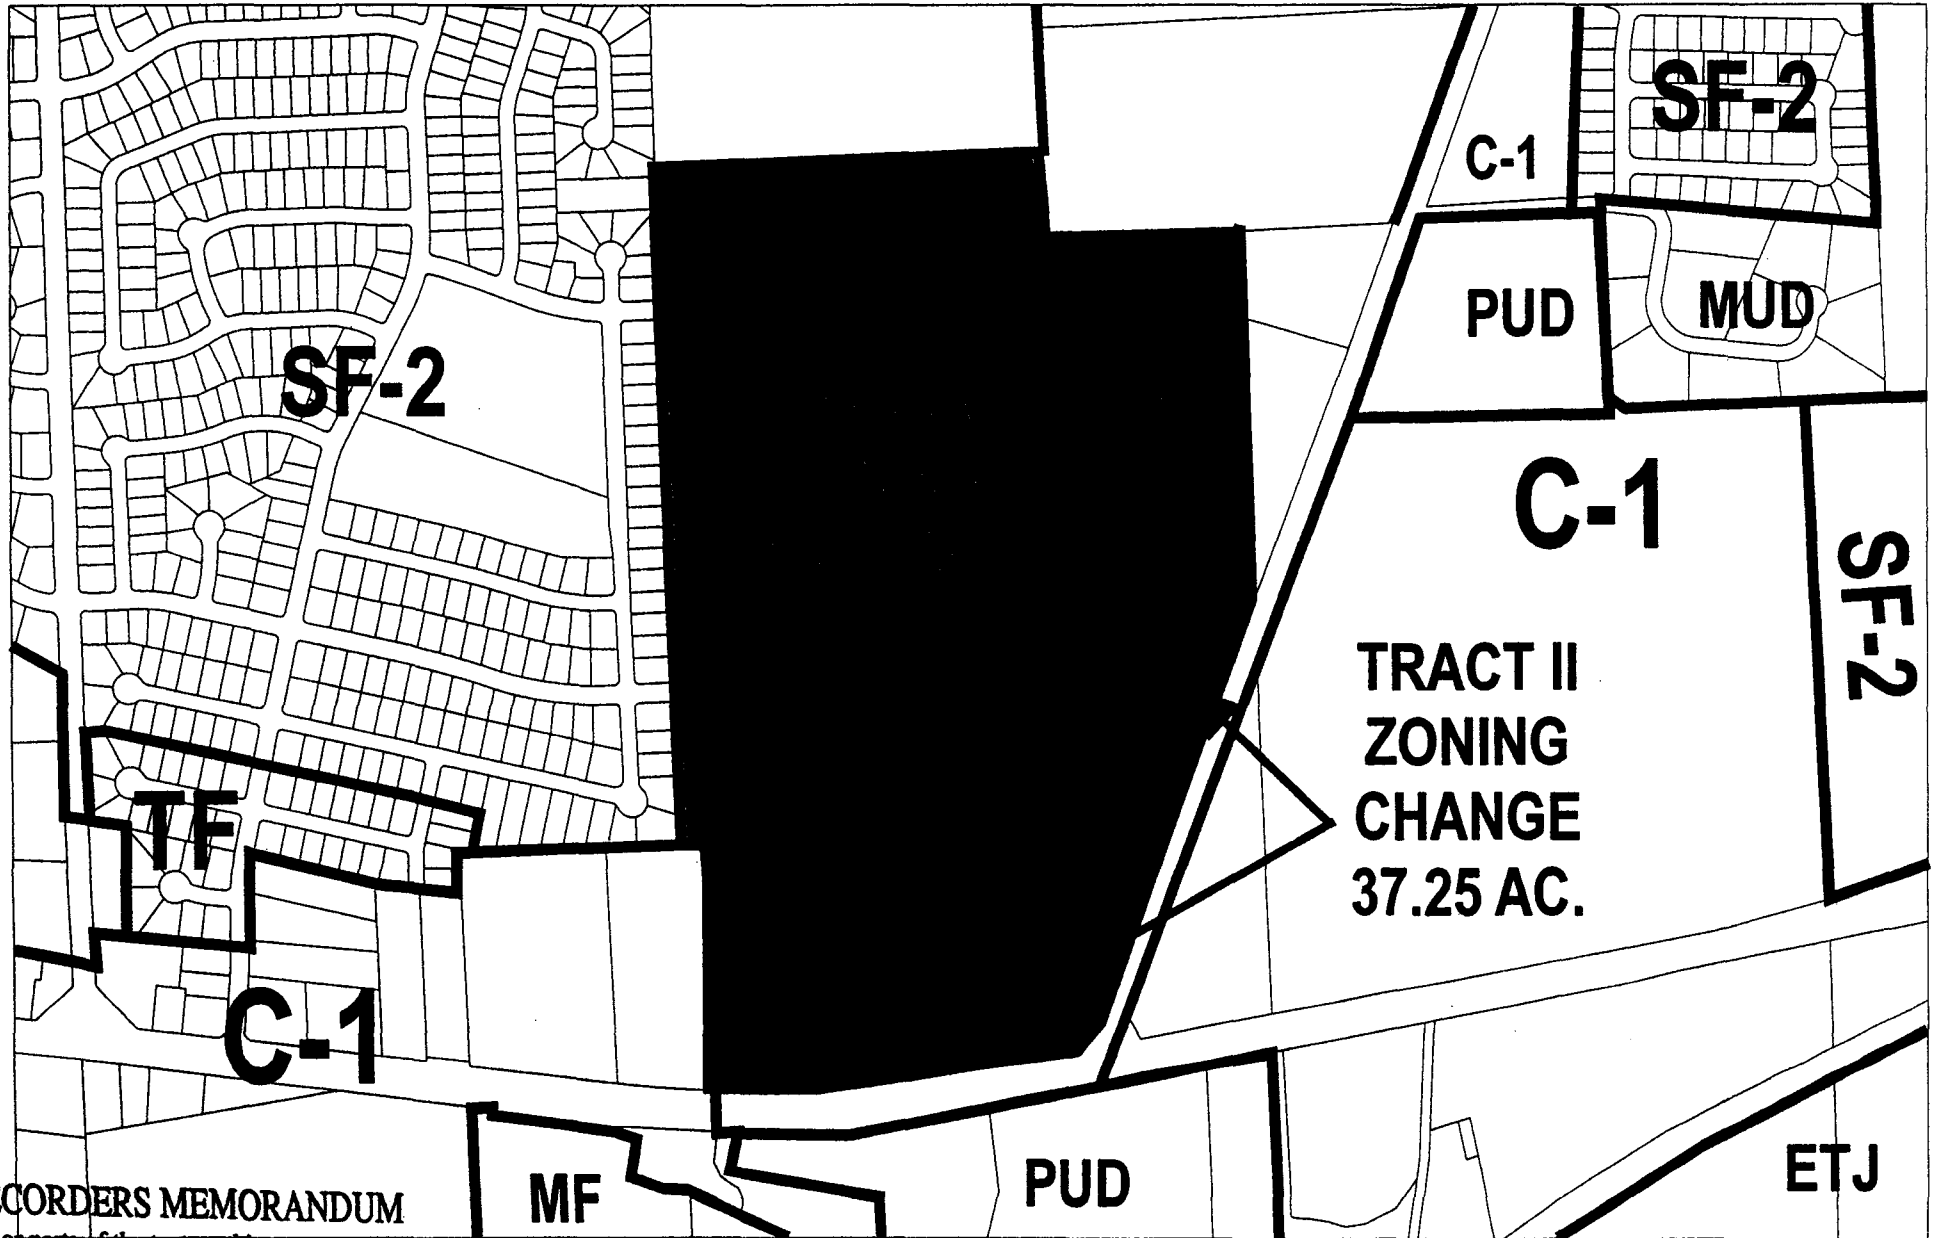 SF-2
C-1
PUD
MUD
SF-2
C-1
SF-2
TRACT II
ZONING
CHANGE
37.25 AC.
TF
C-1
MF
PUD
ETJ
CORDERS MEMORANDUM